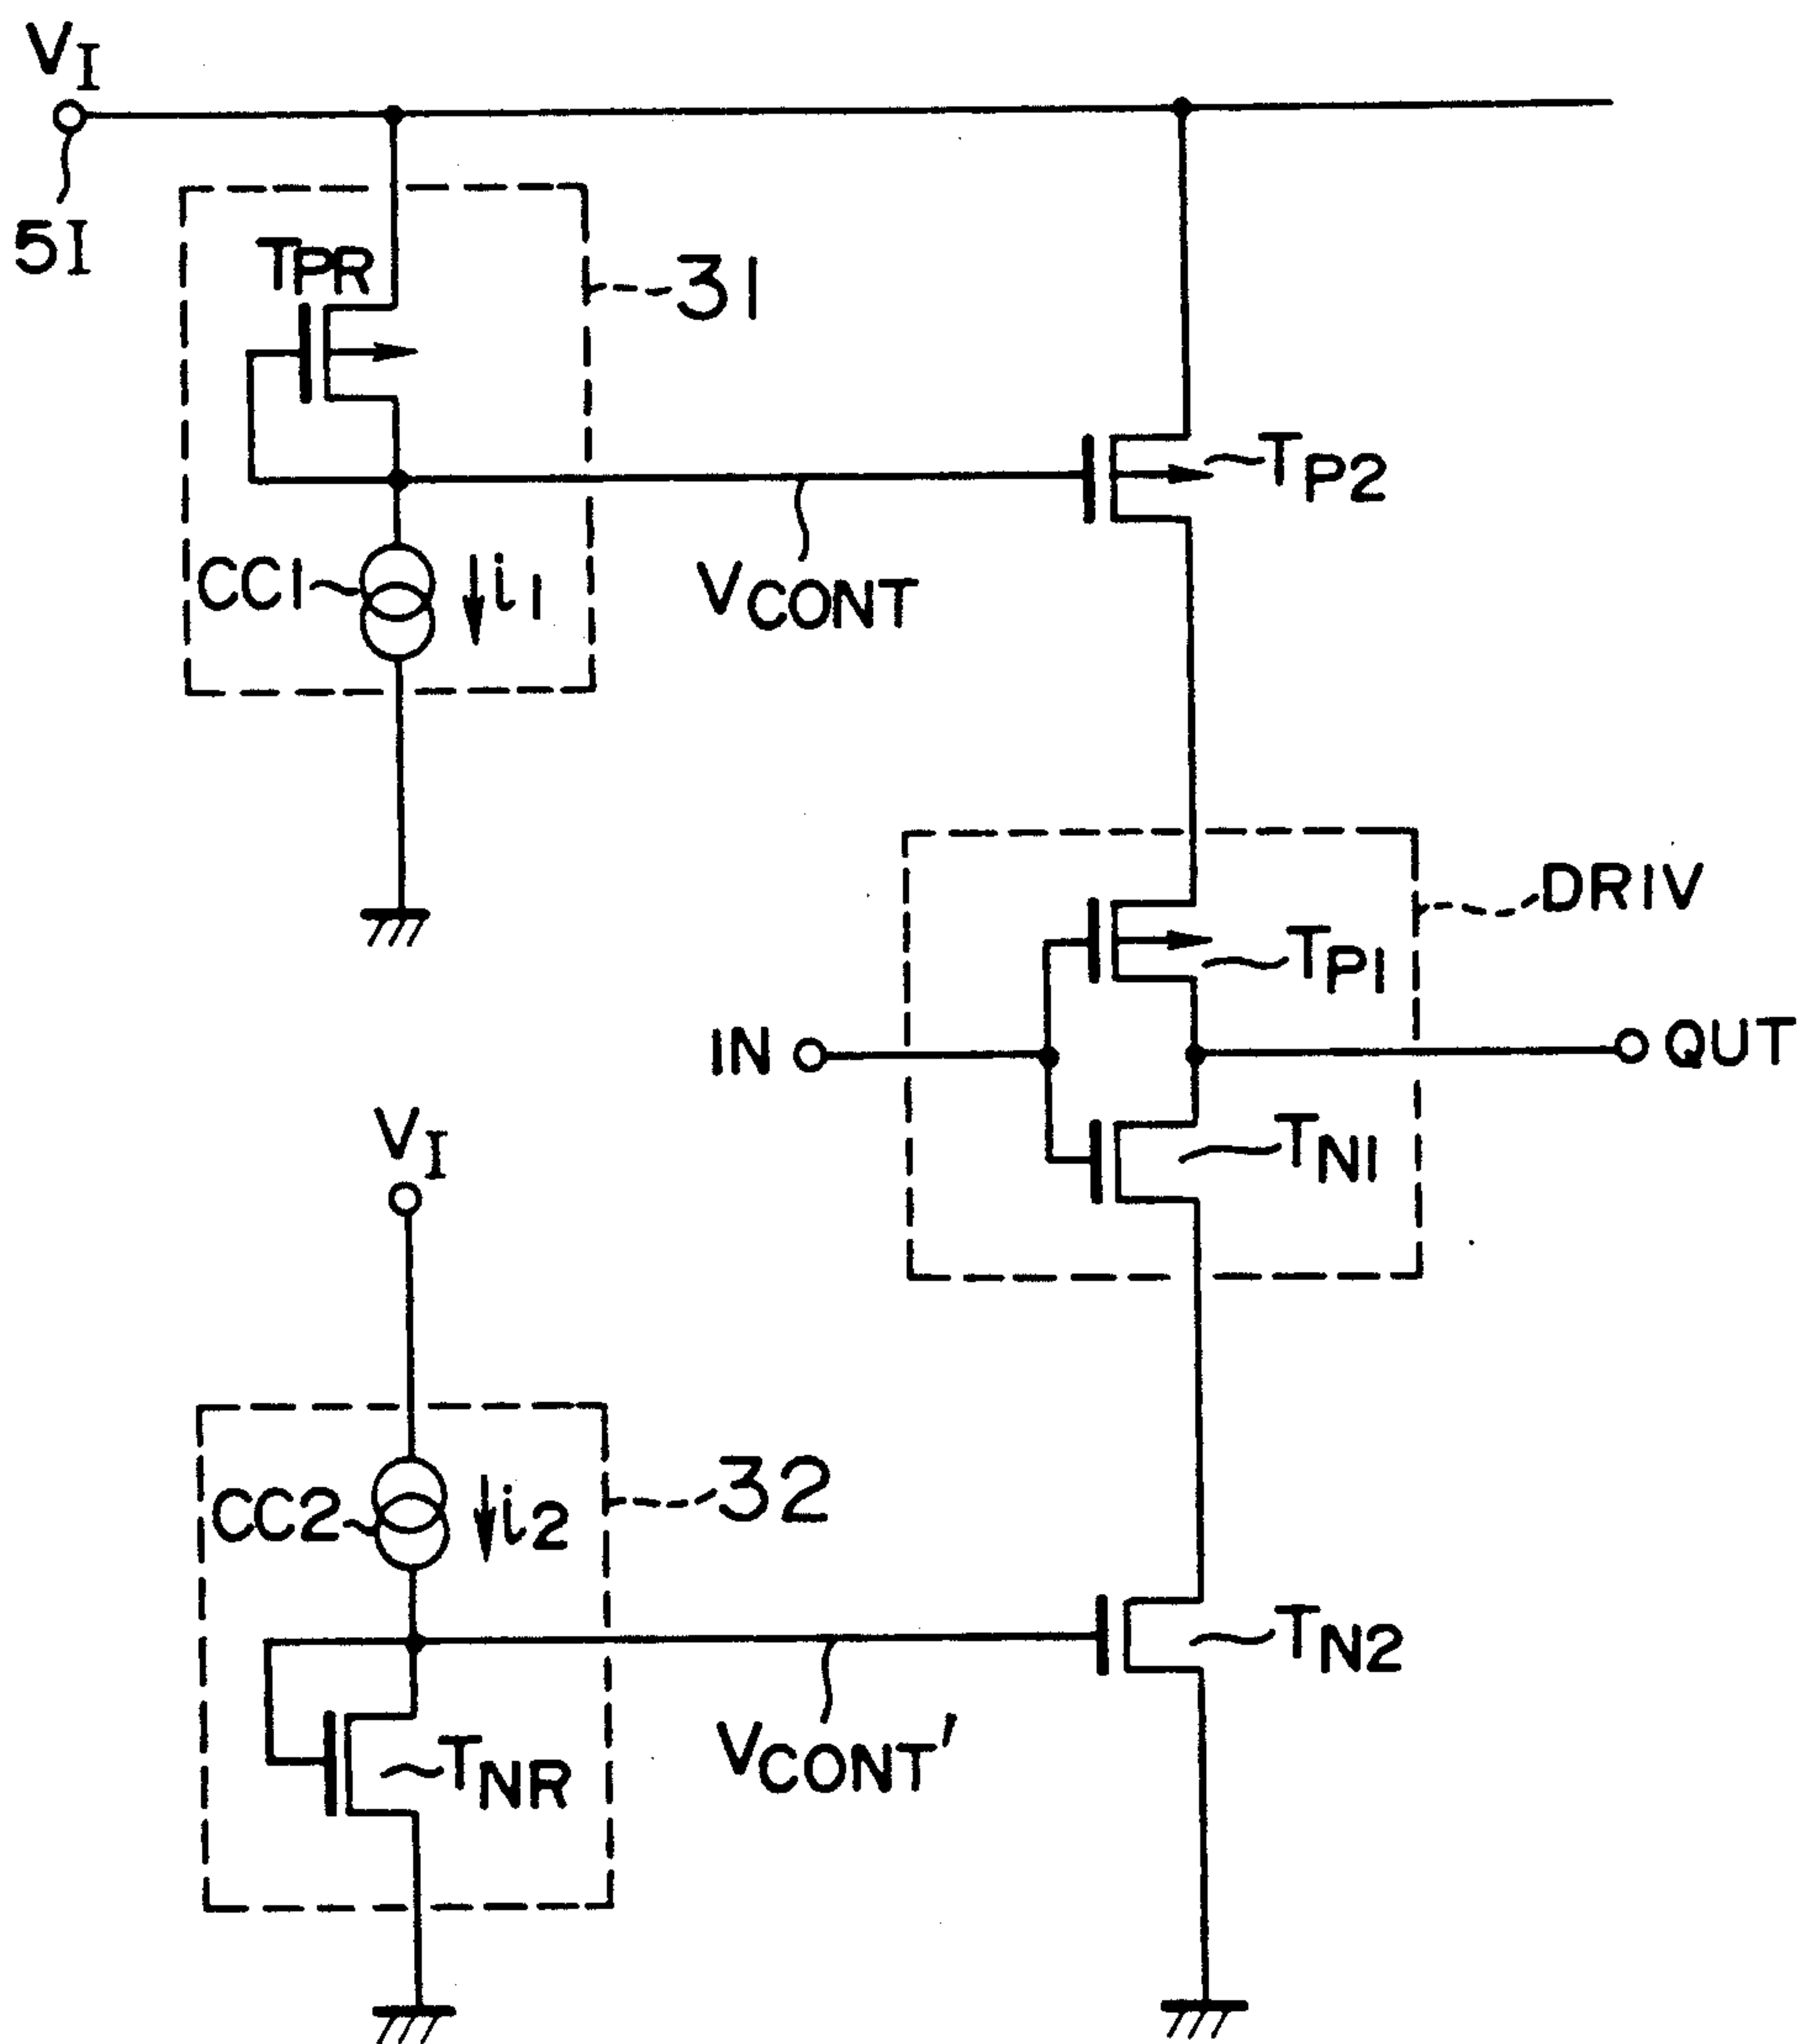 VI
5I
TPR
31
TP2
CC1
i1
VCONT
DRIV
TP1
IN
QUT
TN1
VI
CC2
i2
32
TN2
TNR
VCONT'